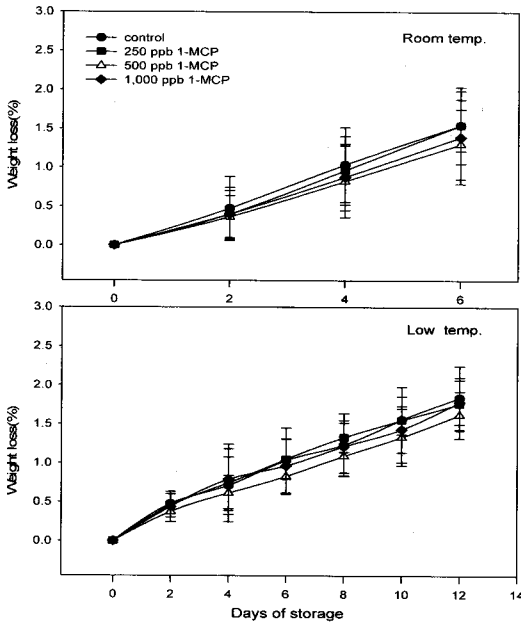 3.0
2.5
2.0
1.5
1.0
0.5
0.0
Weight loss(%)
control
250 ppb 1-MCP
500 ppb 1-MCP
1,000 ppb 1-MCP
Room temp.
0 2 4 6
3.0
2.5
2.0
1.5
1.0
0.5
0.0
Weight loss(%)
Low temp.
0 2 4 6 8 10 12 14
Days of storage